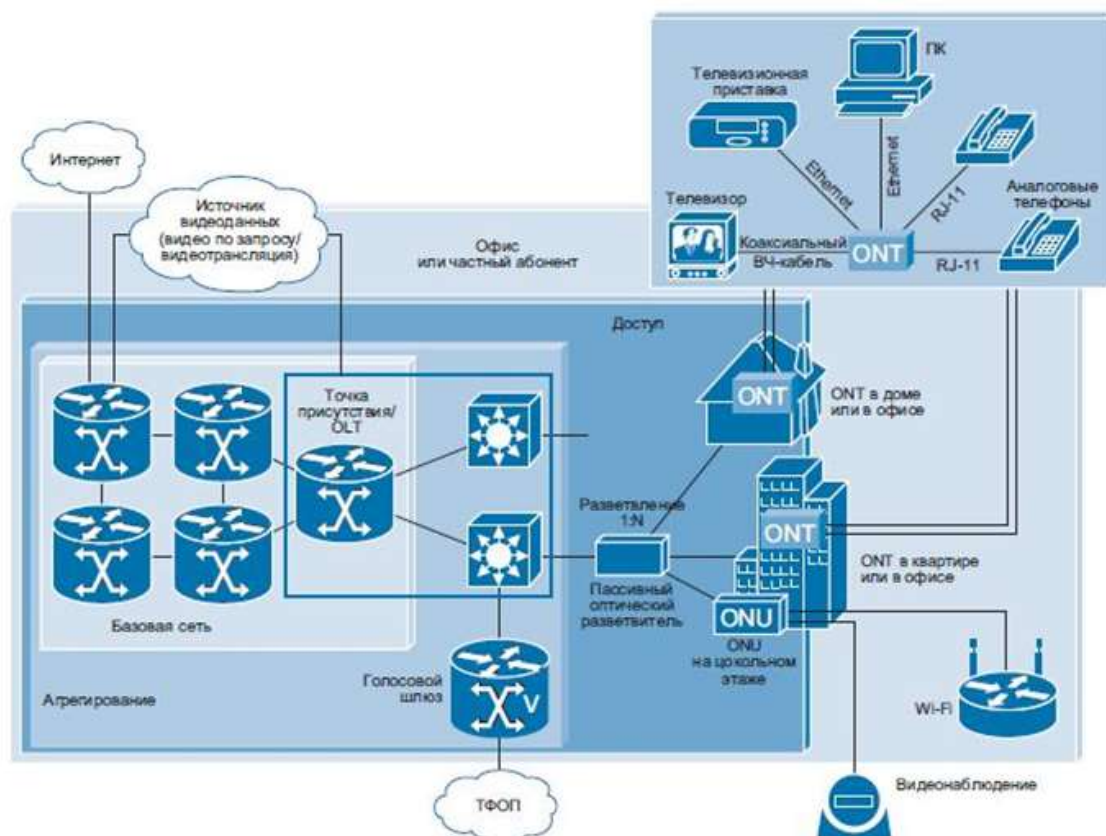 ПК
Телевизионная
приставка
Интернет
Ethernet
Ethernet
RJ-11
Источник
видеоданных
(видео по запросу/
видеотрансляция)
Телевизор
Аналоговые
телефоны
Офис
или частный абонент
Коаксиальный
ВЧ-кабель
ONT
RJ-11
Доступ
Точка
присутствия/
OLT
ONT
ONT в доме
или в офисе
Разветвление
1:N
ONT
ONT в квартире
или в офисе
Пассивный
оптический
разветвитель
ONU
ONU
на цокольном
этаже
Базовая сеть
Голосовой
шлюз
V
Агрегирование
Wi-Fi
ТФОП
Видеонаблюдение